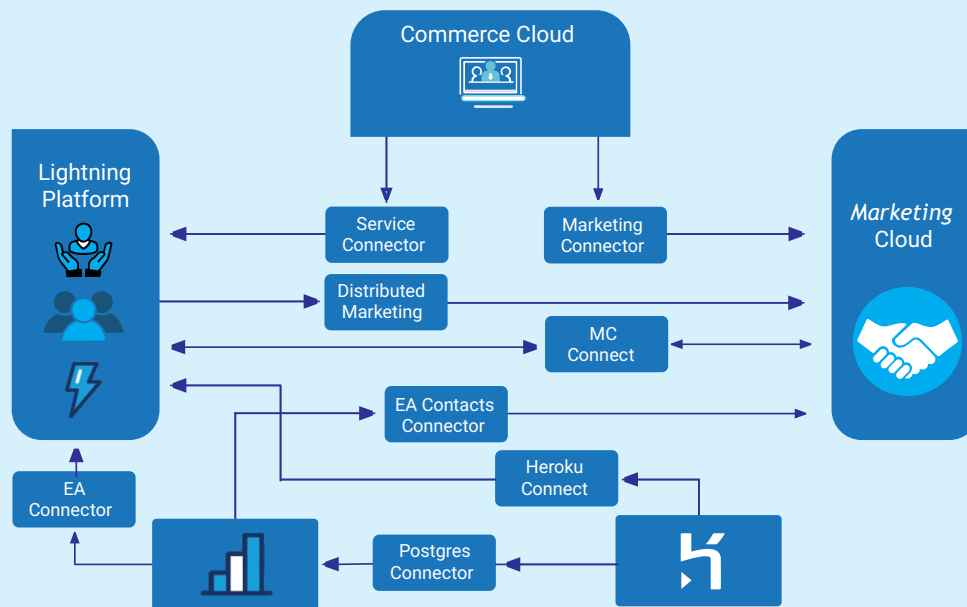 Commerce Cloud
Lightning
Platform
Service
Connector
Marketing
Connector
Marketing
Cloud
Distributed
Marketing
MC
Connect
EA Contacts
Connector
Heroku
Connect
EA
Connector
Postgres
Connector